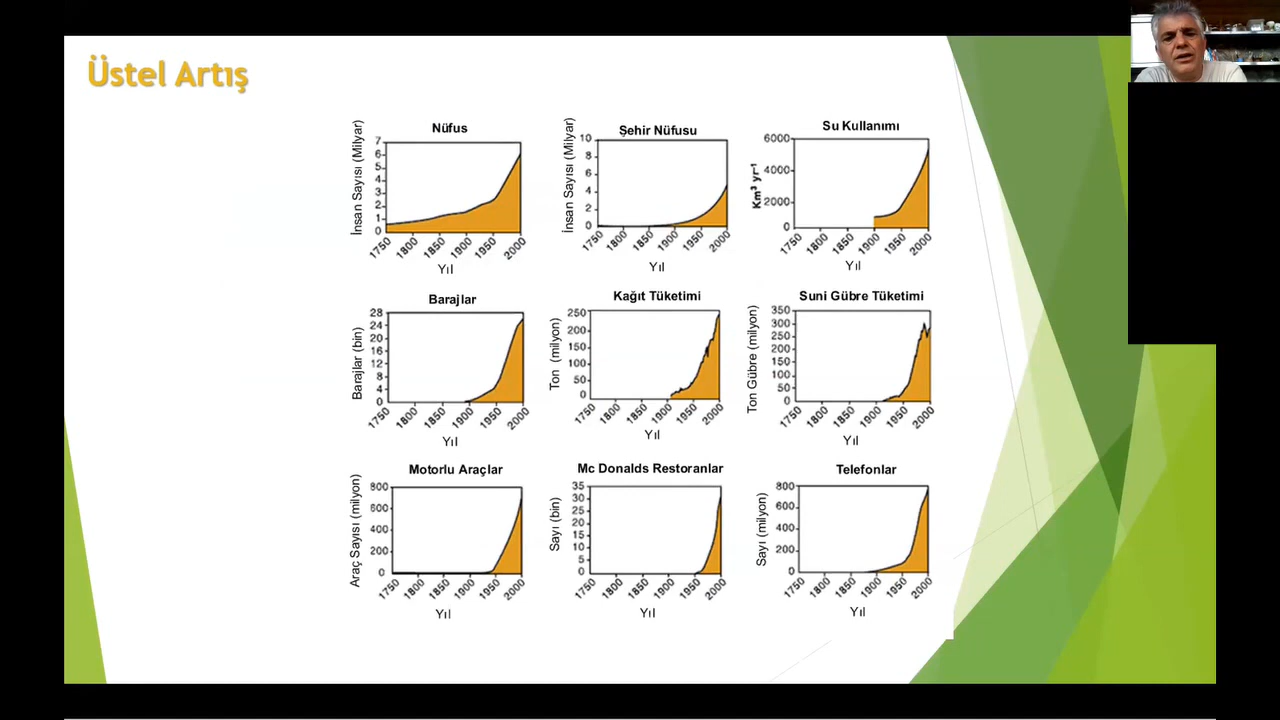 Üstel Artış
Nüfus
İnsan Sayısı (Milyar)
7
6
5
4
3
2
1
0
1750 1800 1850 1900 1950 2000
Yıl
Şehir Nüfusu
İnsan Sayısı (Milyar)
10
8
6
4
2
0
1750 1800 1850 1900 1950 2000
Yıl
Su Kullanımı
Km³ yr⁻¹
6000
4000
2000
0
1750 1800 1850 1900 1950 2000
Yıl
Barajlar
Barajlar (bin)
28
24
20
16
12
8
4
0
1750 1800 1850 1900 1950 2000
Yıl
Kağıt Tüketimi
Ton (milyon)
250
200
150
100
50
0
1750 1800 1850 1900 1950 2000
Yıl
Suni Gübre Tüketimi
Ton Gübre (milyon)
350
300
250
200
150
100
50
0
1750 1800 1850 1900 1950 2000
Yıl
Motorlu Araçlar
Araç Sayısı (milyon)
800
600
400
200
0
1750 1800 1850 1900 1950 2000
Yıl
Mc Donalds Restoranlar
Sayı (bin)
35
30
25
20
15
10
5
0
1750 1800 1850 1900 1950 2000
Yıl
Telefonlar
Sayı (milyon)
800
600
400
200
0
1750 1800 1850 1900 1950 2000
Yıl